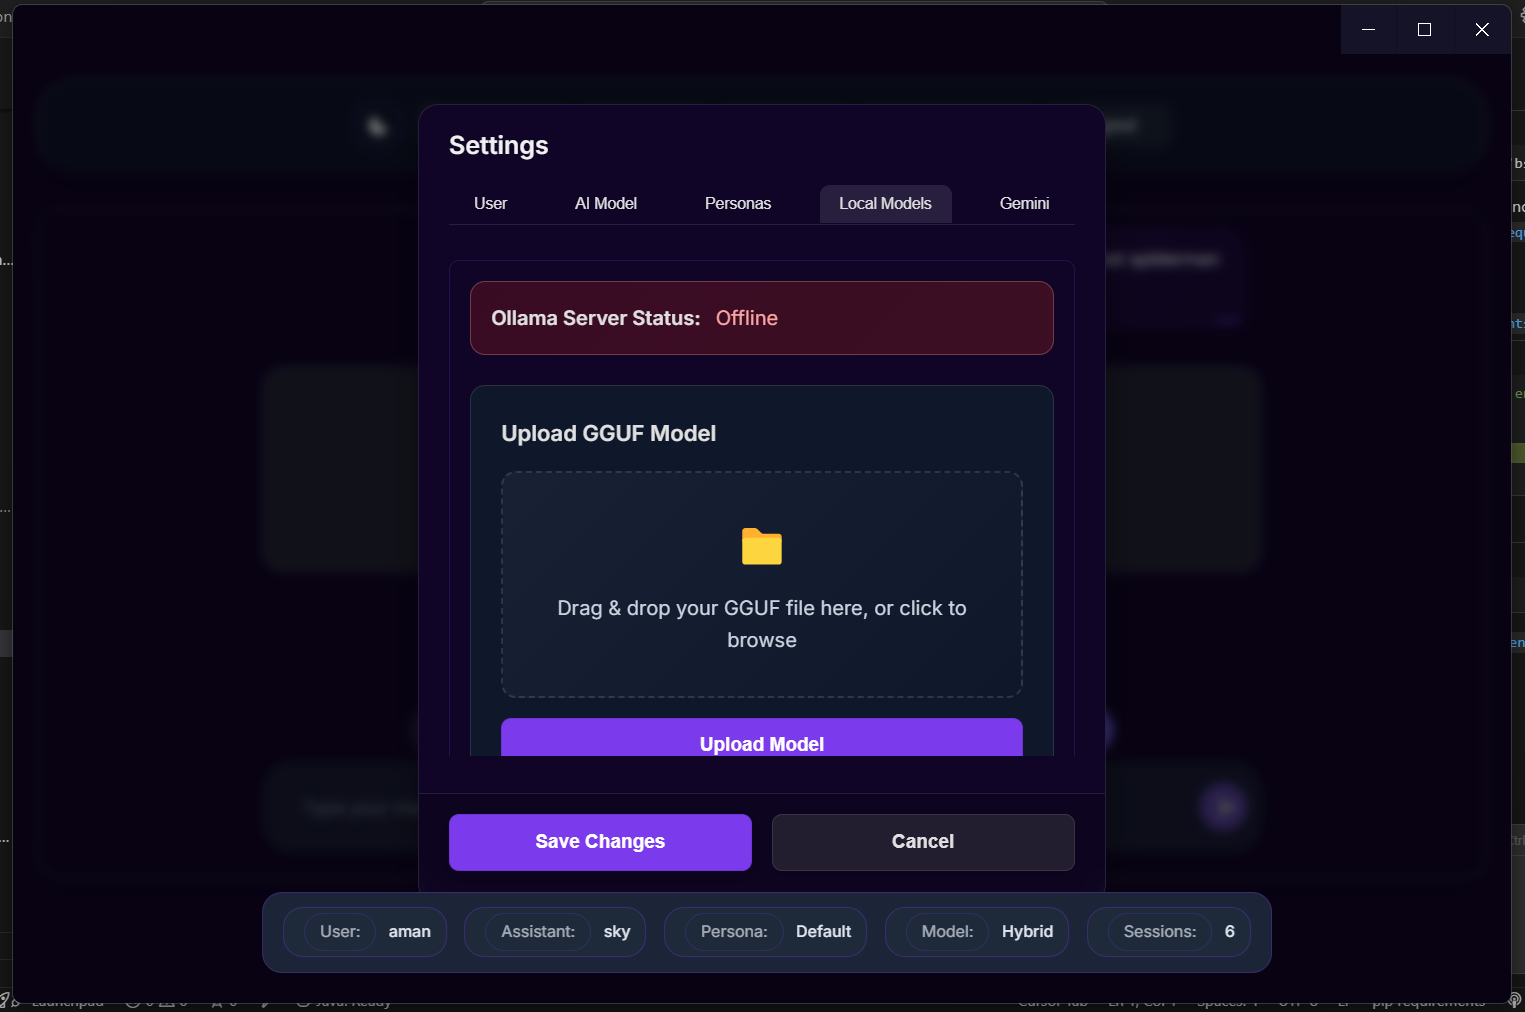 Settings
User AI Model Personas Local Models Gemini
Ollama Server Status: Offline
Upload GGUF Model
Drag & drop your GGUF file here, or click to
browse
Upload Model
Save Changes Cancel
User: aman Assistant: sky Persona: Default Model: Hybrid Sessions: 6